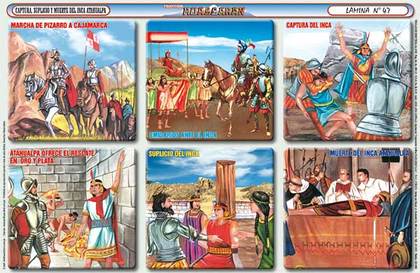 CAPTURA, SUPLICIO Y MUERTE DEL INCA ATAHUALPA
HUASCARAN
LAMINA N° 47
MARCHA DE PIZARRO A CAJAMARCA
CAPTURA DEL INCA
ATAHUALPA OFRECE EL RESCATE
EN ORO Y PLATA
SUPLICIO DEL INCA
MUERTE DEL INCA ATAHUALPA